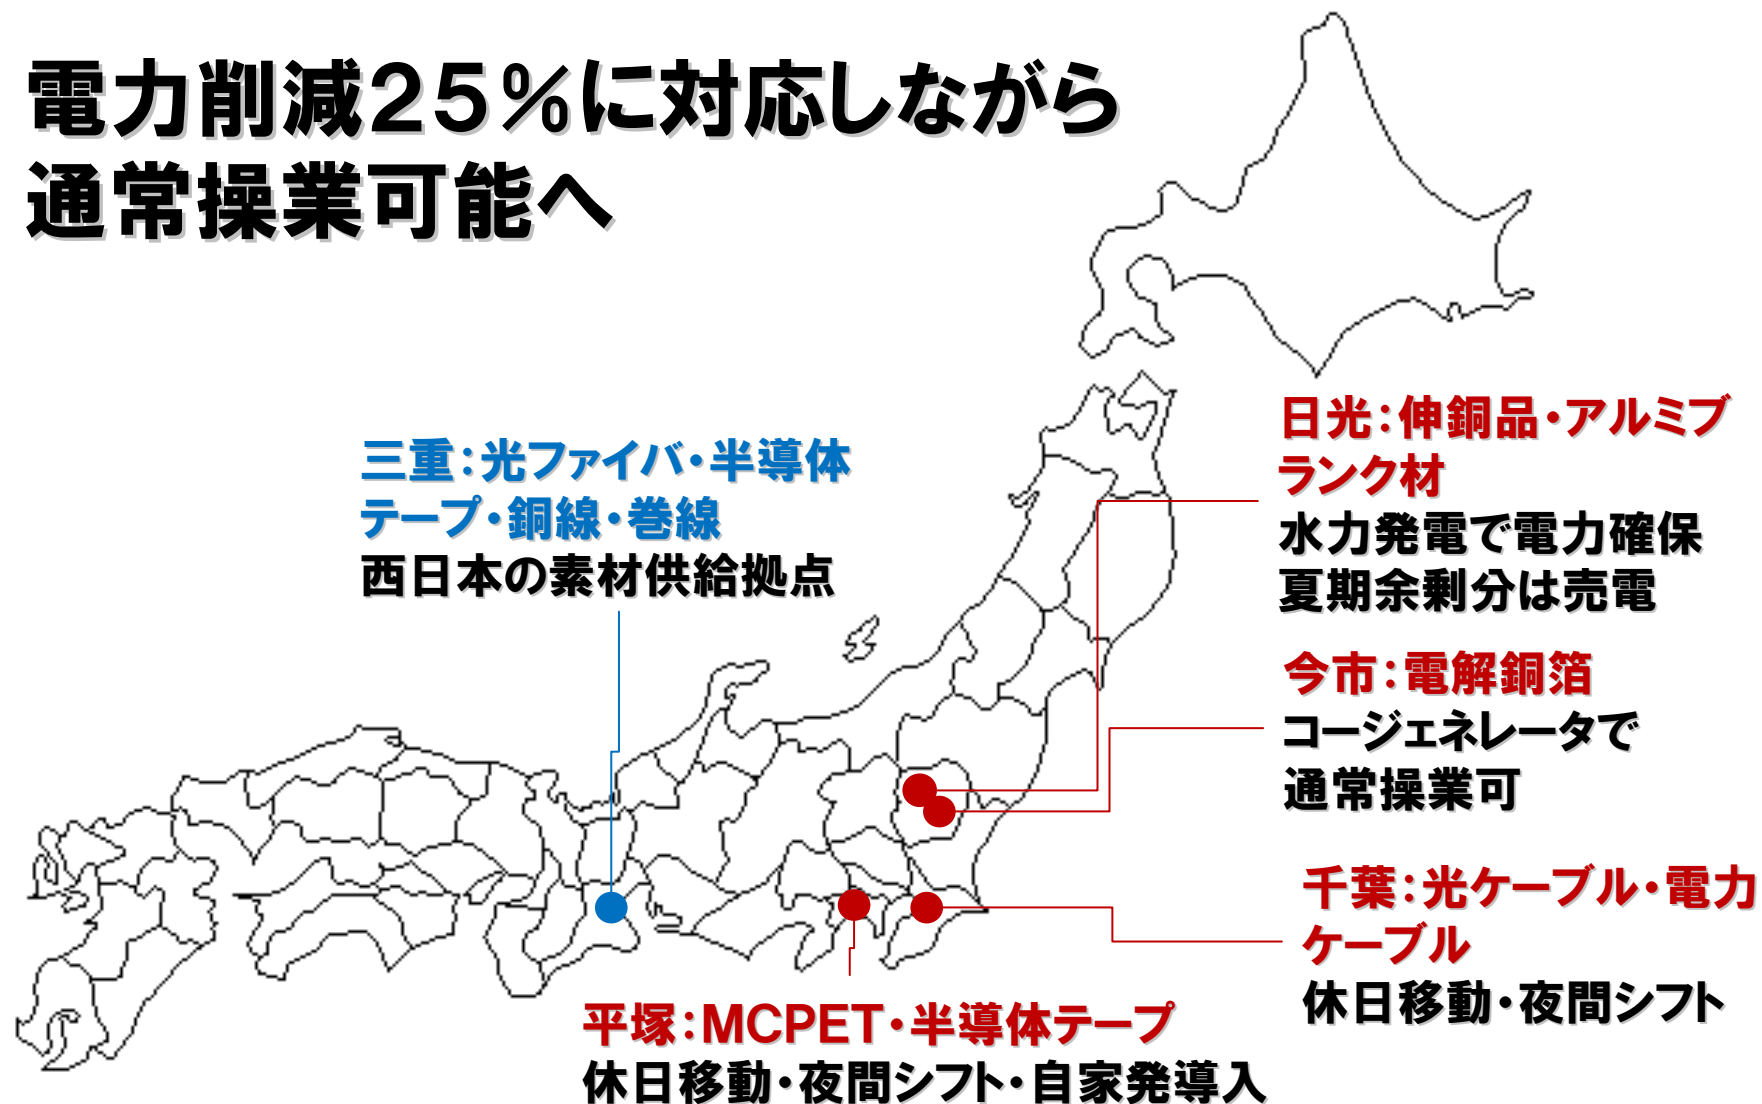 電力削減25%に対応しながら
通常操業可能へ
三重:光ファイバ・半導体
テープ・銅線・巻線
西日本の素材供給拠点
日光:伸銅品・アルミブ
ランク材
水力発電で電力確保
夏期余剰分は売電
今市:電解銅箔
コージェネレータで
通常操業可
千葉:光ケーブル・電力
ケーブル
休日移動・夜間シフト
平塚:MCPET・半導体テープ
休日移動・夜間シフト・自家発導入